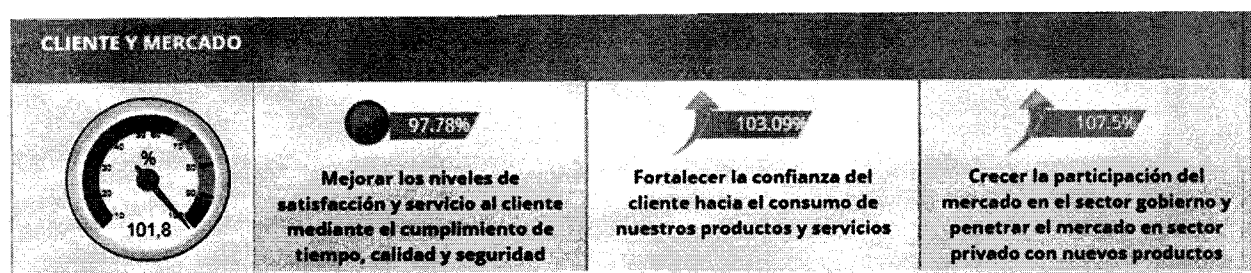 CLIENTE Y MERCADO
97.78%
103.09%
107.5%
%
101,8
Mejorar los niveles de
satisfacción y servicio al cliente
mediante el cumplimiento de
tiempo, calidad y seguridad
Fortalecer la confianza del
cliente hacia el consumo de
nuestros productos y servicios
Crecer la participación del
mercado en el sector gobierno y
penetrar el mercado en sector
privado con nuevos productos